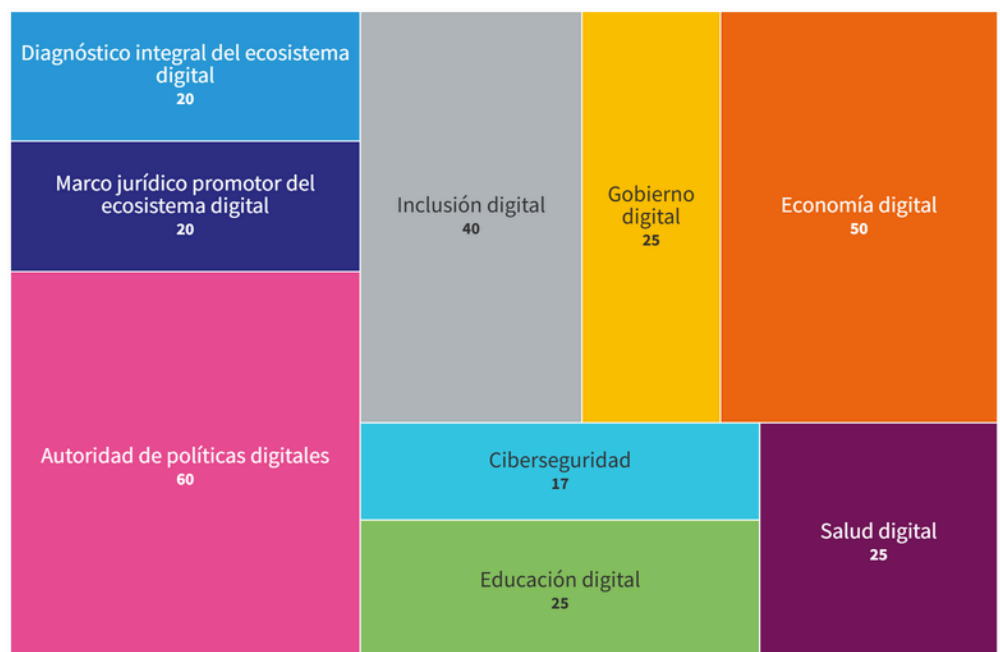 Diagnóstico integral del ecosistema
digital
20
Marco jurídico promotor del
ecosistema digital
20
Autoridad de políticas digitales
60
Inclusión digital
40
Gobierno
digital
25
Economía digital
50
Ciberseguridad
17
Educación digital
25
Salud digital
25